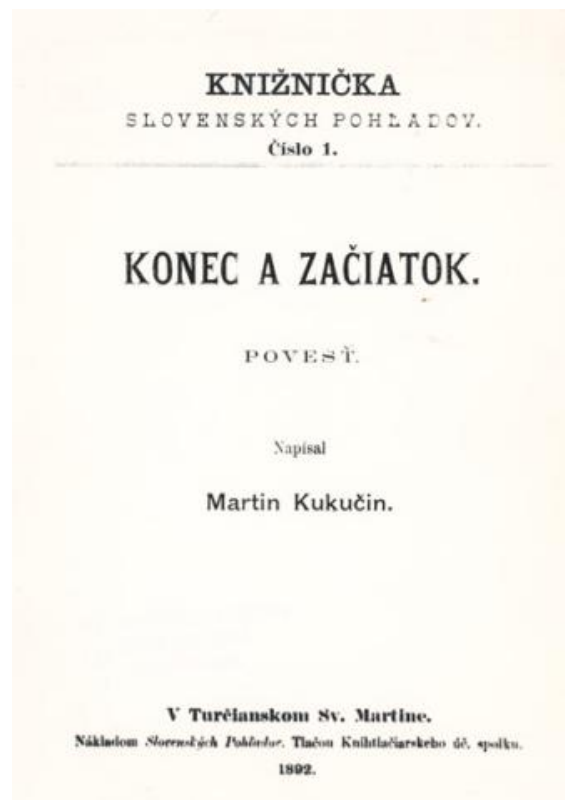 KNIŽNIČKA
SLOVENSKÝCH POHĽADOV.
Číslo 1.
KONEC A ZAČIATOK.
POVESŤ.
Napísal
Martin Kukučin.
V Turčianskom Sv. Martine.
Nákladom Slovenských Pohľadov. Tlačou Knihtlačiarskeho úč. spolku.
1892.